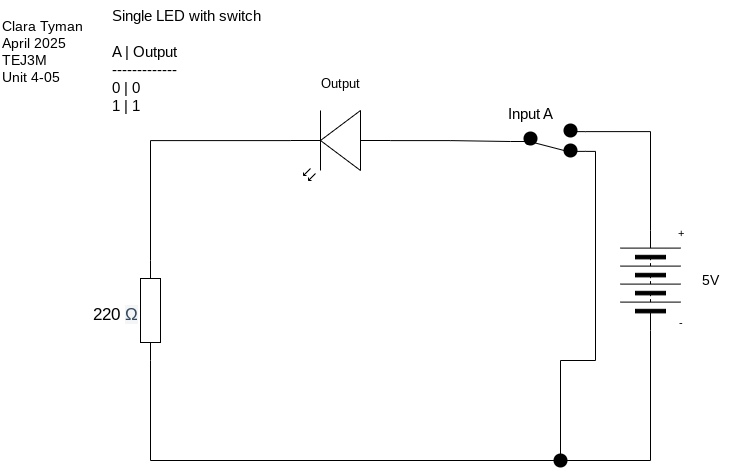 Clara Tyman
April 2025
TEJ3M
Unit 4-05
Single LED with switch
A | Output
-------------
0 | 0
1 | 1
Output
Input A
+
5V
-
220 Ω